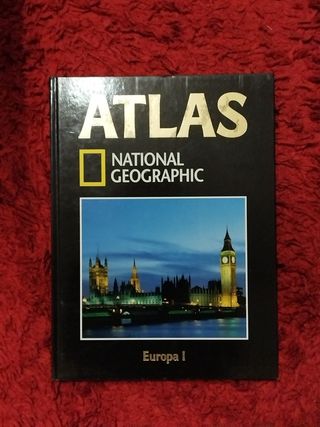 ATLAS
NATIONAL
GEOGRAPHIC
Europa I